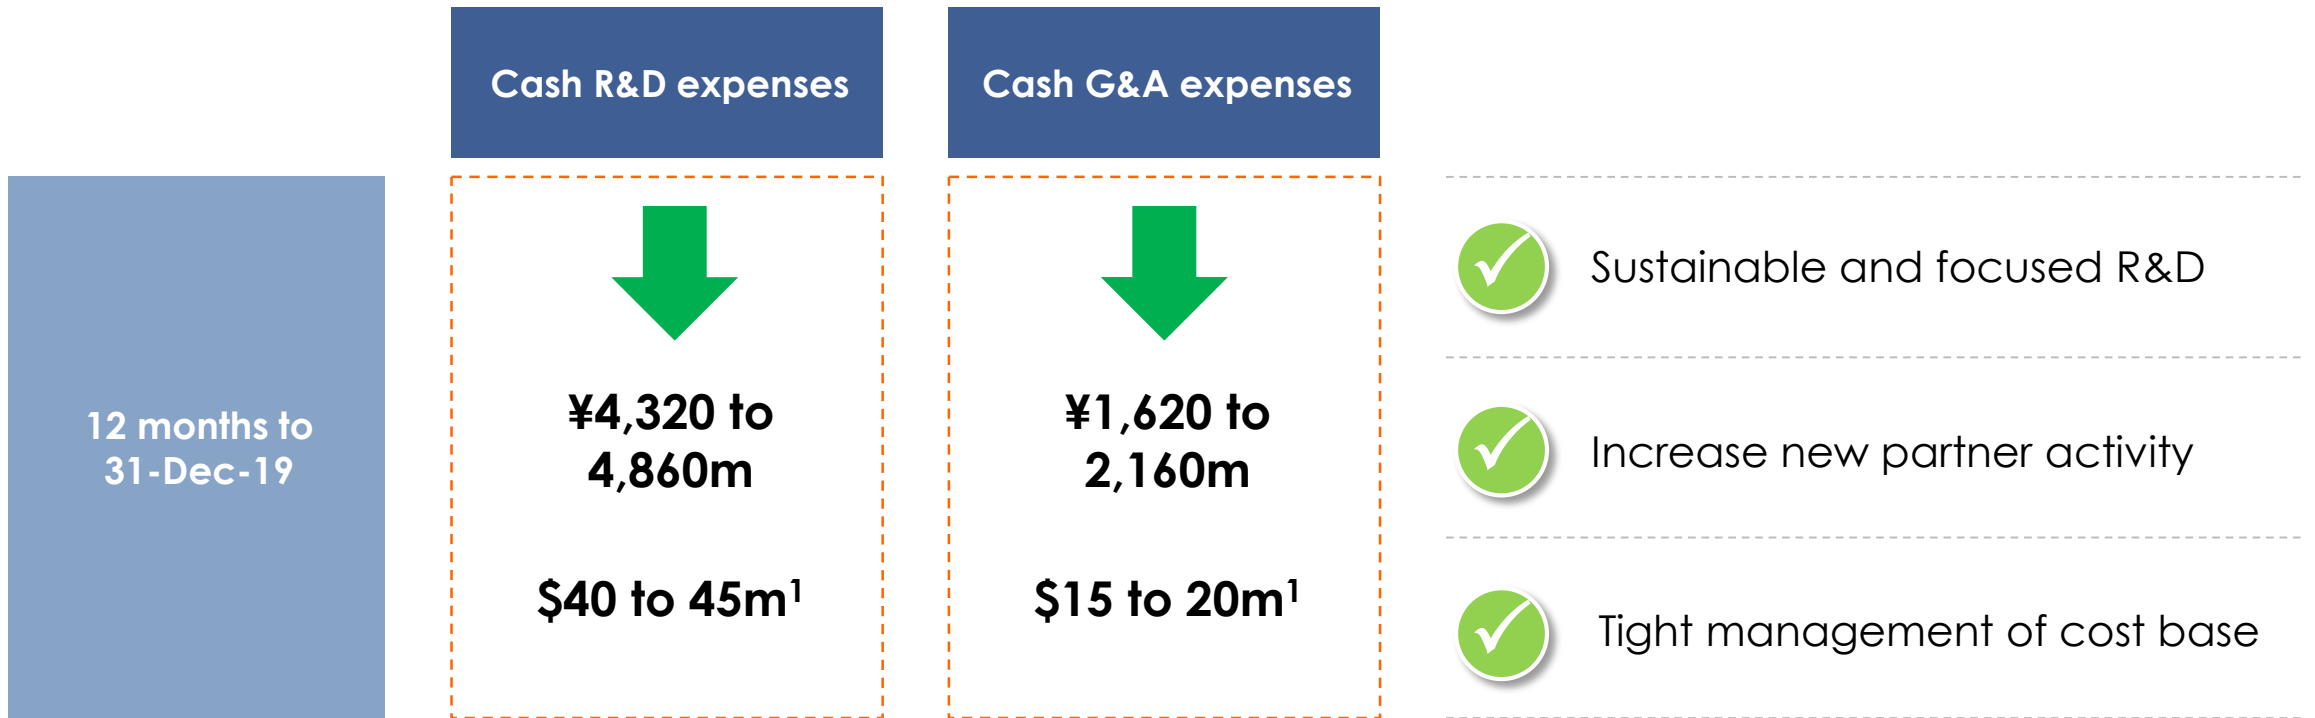 Cash R&D expenses
Cash G&A expenses
12 months to
31-Dec-19
¥4,320 to
4,860m
$40 to 45m¹
¥1,620 to
2,160m
$15 to 20m¹
Sustainable and focused R&D
Increase new partner activity
Tight management of cost base